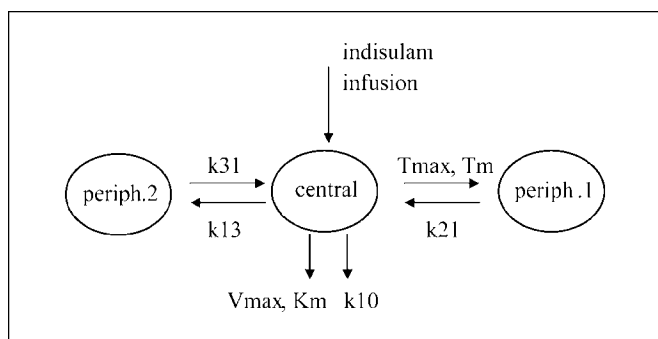 indisulam
infusion
k31
Tmax, Tm
periph.2
central
periph.1
k13
k21
Vmax, Km k10